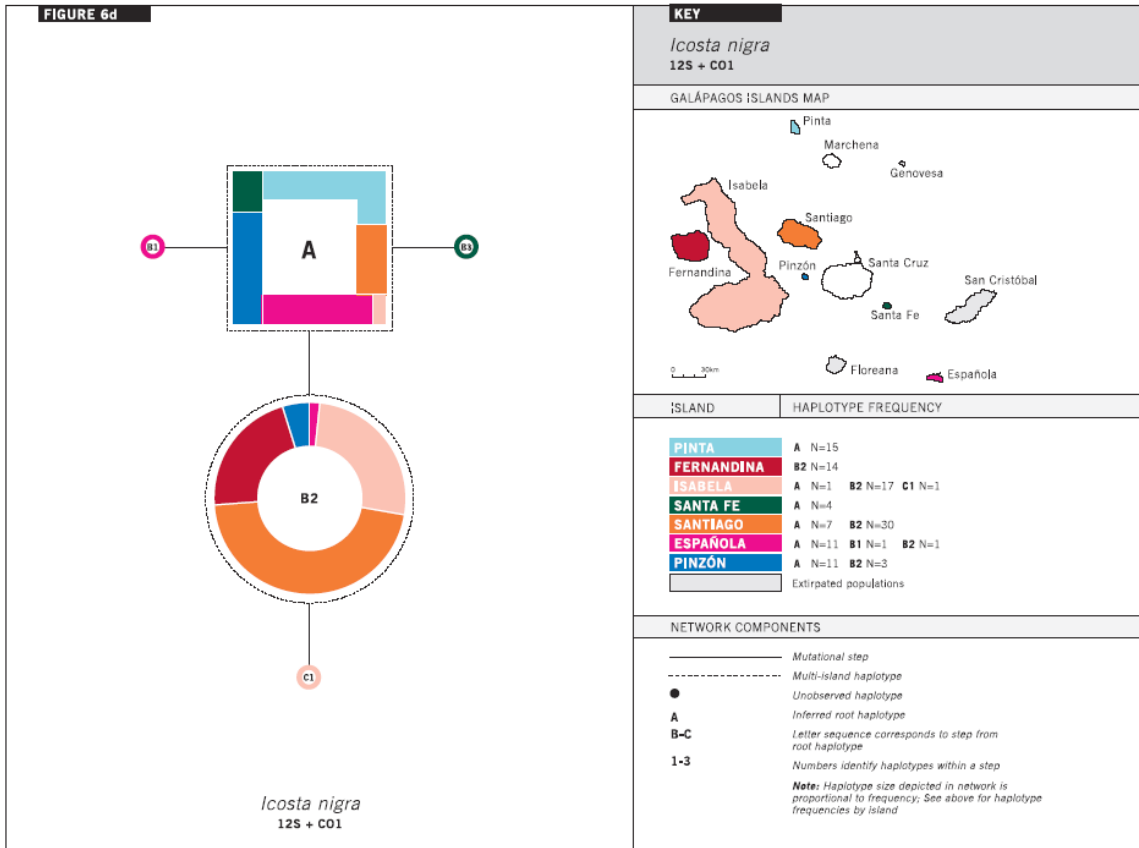 FIGURE 6d
A
B1
B3
B2
C1
Icosta nigra
12S + CO1
KEY
Icosta nigra
12S + CO1
GALÁPAGOS ISLANDS MAP
Pinta
Marchena
Genovesa
Isabela
Santiago
Fernandina
Pinzón
Santa Cruz
San Cristóbal
Santa Fe
Floreana
Española
0 30km
ISLAND HAPLOTYPE FREQUENCY
PINTA A N=15
FERNANDINA B2 N=14
ISABELA A N=1 B2 N=17 C1 N=1
SANTA FE A N=4
SANTIAGO A N=7 B2 N=30
ESPAÑOLA A N=11 B1 N=1 B2 N=1
PINZÓN A N=11 B2 N=3
Extirpated populations
NETWORK COMPONENTS
Mutational step
Multi-island haplotype
Unobserved haplotype
A Inferred root haplotype
B-C Letter sequence corresponds to step from
root haplotype
1-3 Numbers identify haplotypes within a step
Note: Haplotype size depicted in network is
proportional to frequency; See above for haplotype
frequencies by island